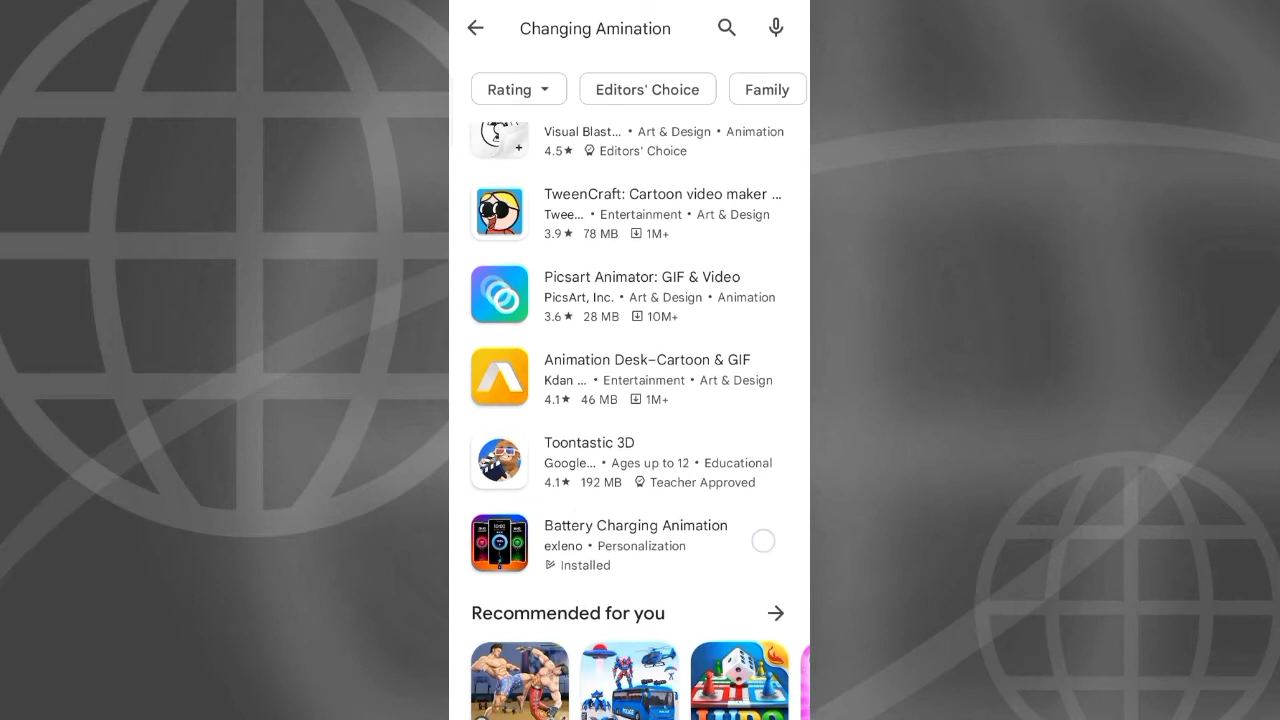 Changing Amination
Rating
Editors' Choice
Family
Visual Blast... • Art & Design • Animation
4.5★ Editors' Choice
TweenCraft: Cartoon video maker ...
Twee... • Entertainment • Art & Design
3.9★ 78 MB 1M+
Picsart Animator: GIF & Video
PicsArt, Inc. • Art & Design • Animation
3.6★ 28 MB 10M+
Animation Desk–Cartoon & GIF
Kdan ... • Entertainment • Art & Design
4.1★ 46 MB 1M+
Toontastic 3D
Google... • Ages up to 12 • Educational
4.1★ 192 MB Teacher Approved
Battery Charging Animation
exleno • Personalization
Installed
Recommended for you
LUDO